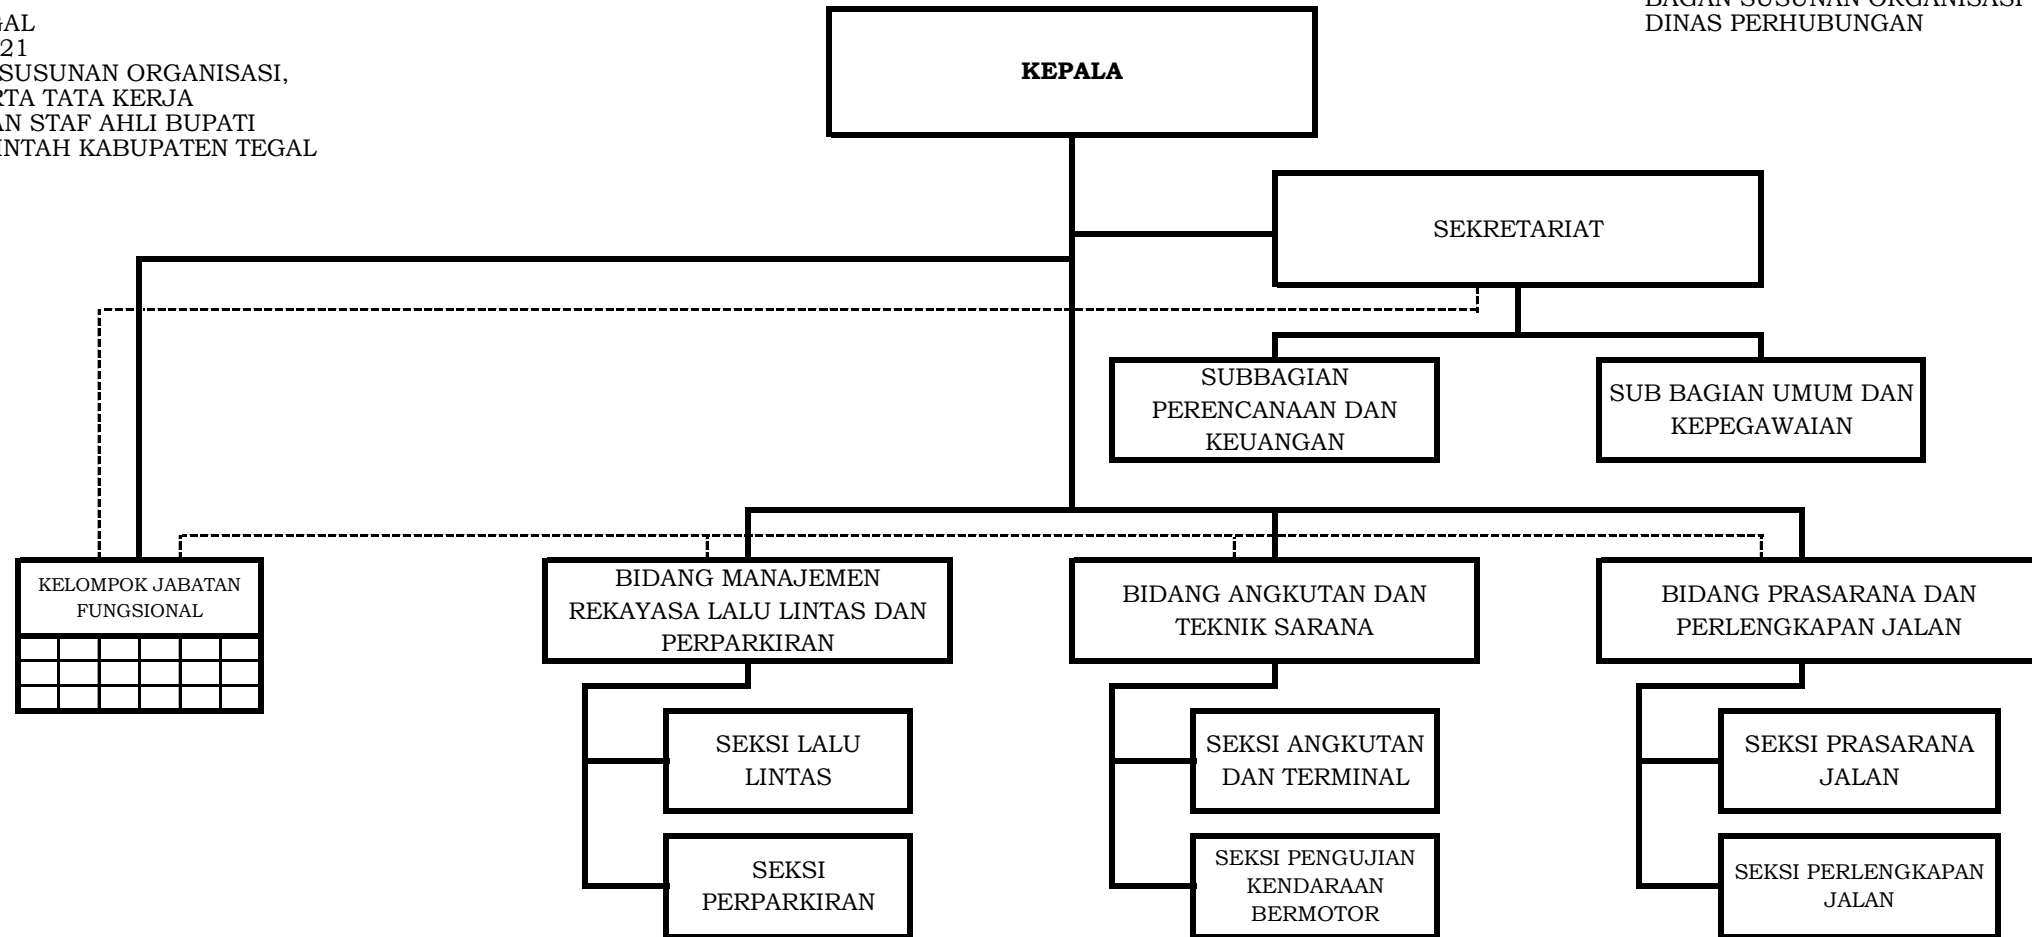 GAL
21
SUSUNAN ORGANISASI,
RTA TATA KERJA
AN STAF AHLI BUPATI
INTAH KABUPATEN TEGAL
BAGAN SUSUNAN ORGANISASI
DINAS PERHUBUNGAN
KEPALA
SEKRETARIAT
SUBBAGIAN
PERENCANAAN DAN
KEUANGAN
SUB BAGIAN UMUM DAN
KEPEGAWAIAN
KELOMPOK JABATAN
FUNGSIONAL
BIDANG MANAJEMEN
REKAYASA LALU LINTAS DAN
PERPARKIRAN
BIDANG ANGKUTAN DAN
TEKNIK SARANA
BIDANG PRASARANA DAN
PERLENGKAPAN JALAN
SEKSI LALU
LINTAS
SEKSI ANGKUTAN
DAN TERMINAL
SEKSI PRASARANA
JALAN
SEKSI
PERPARKIRAN
SEKSI PENGUJIAN
KENDARAAN
BERMOTOR
SEKSI PERLENGKAPAN
JALAN